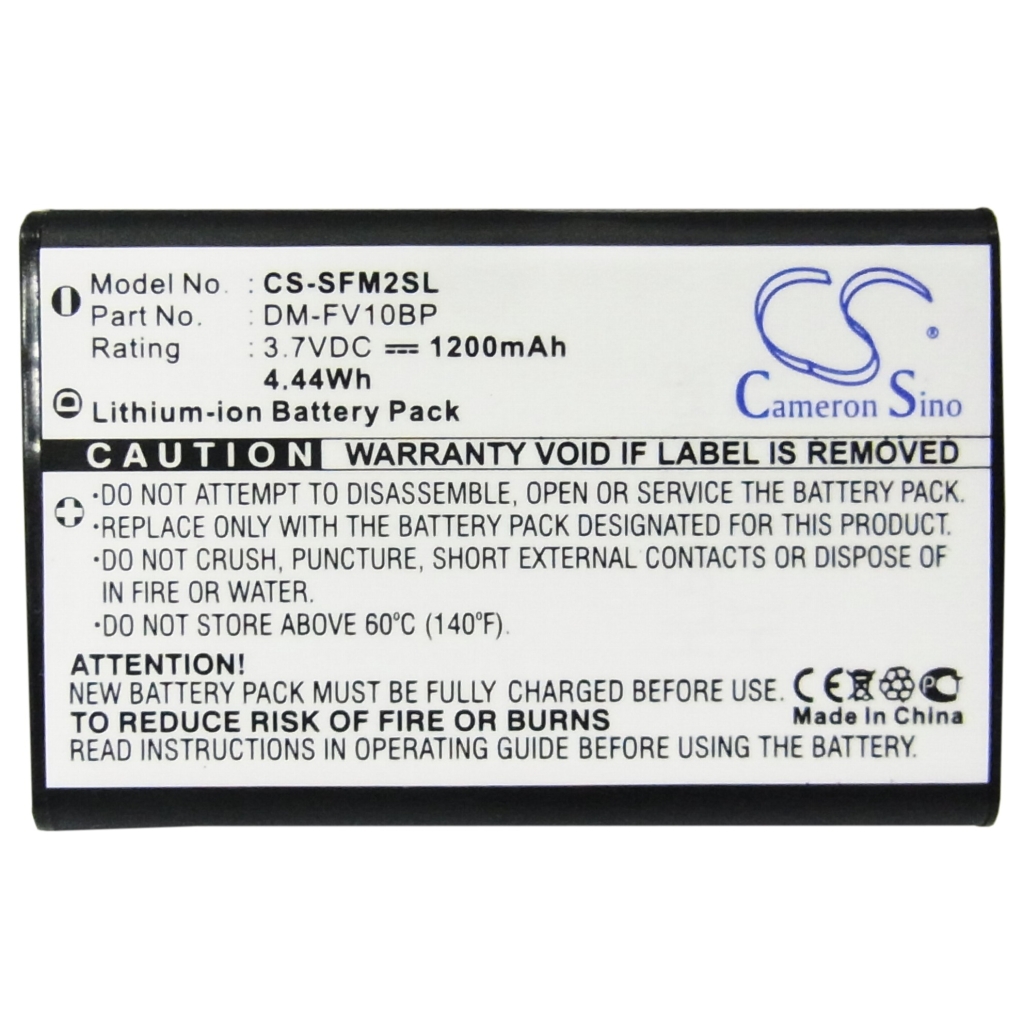 Model No. : CS-SFM2SL
Part No. : DM-FV10BP
Rating : 3.7VDC ⎓ 1200mAh
4.44Wh
Lithium-ion Battery Pack
CS
®
Cameron Sino
CAUTION WARRANTY VOID IF LABEL IS REMOVED
·DO NOT ATTEMPT TO DISASSEMBLE, OPEN OR SERVICE THE BATTERY PACK.
·REPLACE ONLY WITH THE BATTERY PACK DESIGNATED FOR THIS PRODUCT.
·DO NOT CRUSH, PUNCTURE, SHORT EXTERNAL CONTACTS OR DISPOSE OF
IN FIRE OR WATER.
·DO NOT STORE ABOVE 60°C (140°F).
ATTENTION!
NEW BATTERY PACK MUST BE FULLY CHARGED BEFORE USE.
CE
Made In China
TO REDUCE RISK OF FIRE OR BURNS
READ INSTRUCTIONS IN OPERATING GUIDE BEFORE USING THE BATTERY.